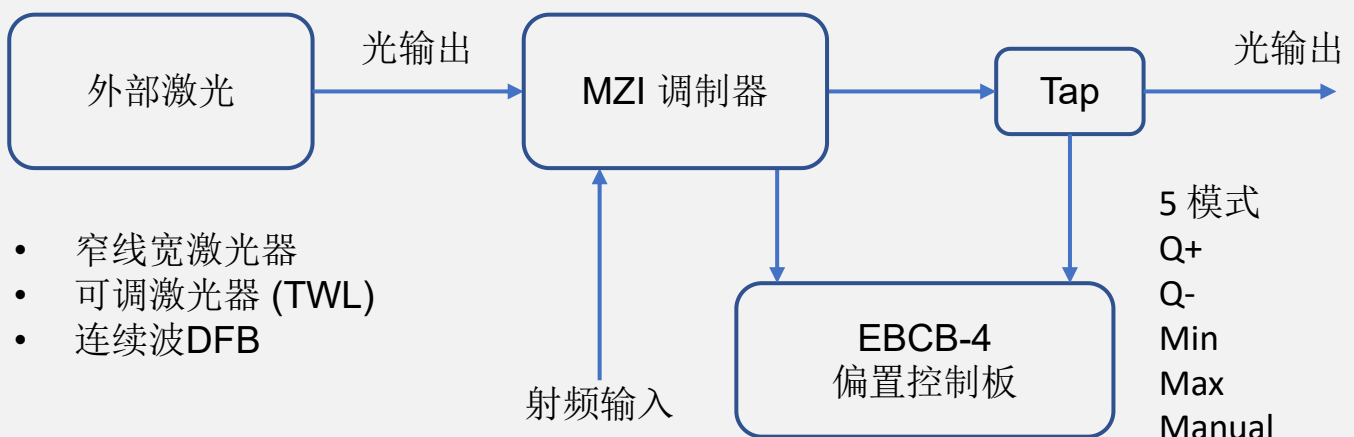 外部激光
光输出
MZI 调制器
Tap
光输出
• 窄线宽激光器
• 可调激光器 (TWL)
• 连续波DFB
射频输入
EBCB-4
偏置控制板
5 模式
Q+
Q-
Min
Max
Manual